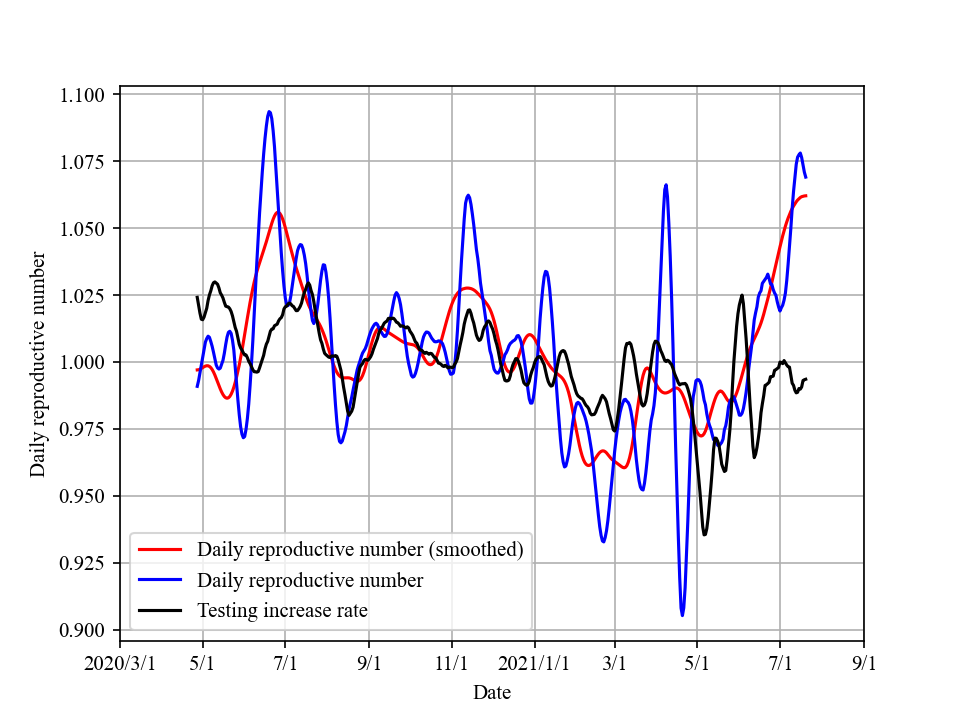 1.100
1.075
1.050
1.025
1.000
0.975
0.950
0.925
0.900
Daily reproductive number
Daily reproductive number (smoothed)
Daily reproductive number
Testing increase rate
2020/3/1 5/1 7/1 9/1 11/1 2021/1/1 3/1 5/1 7/1 9/1
Date